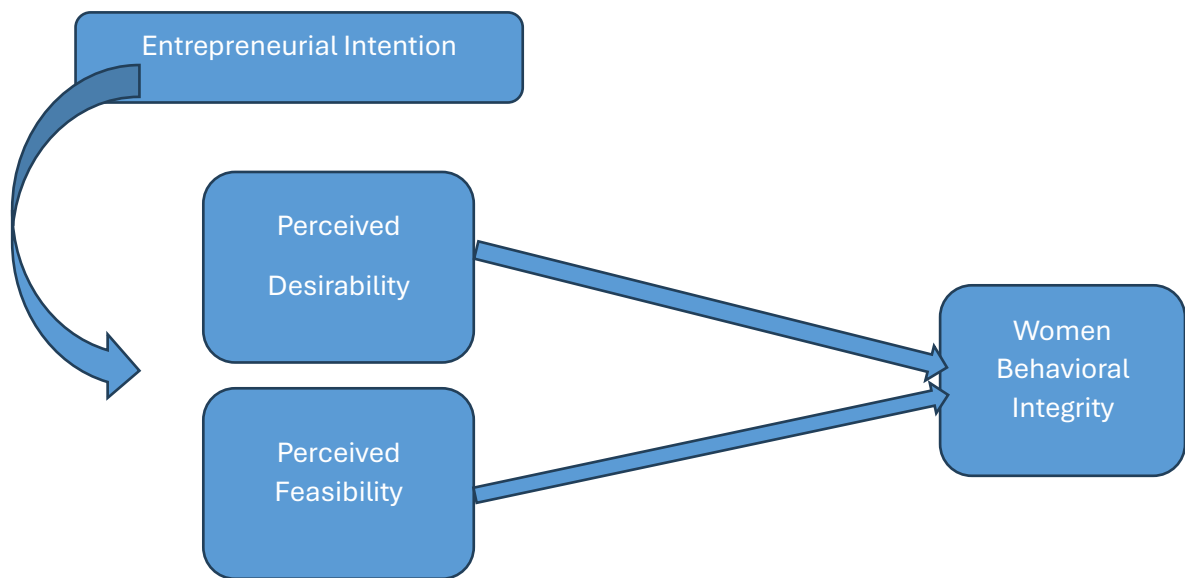 Entrepreneurial Intention
Perceived
Desirability
Perceived
Feasibility
Women
Behavioral
Integrity